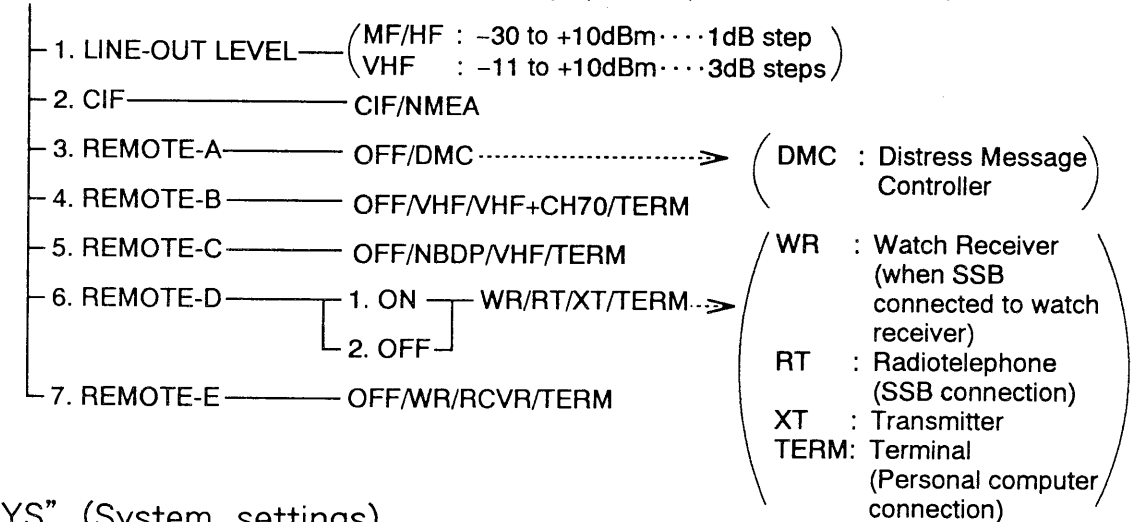 1. LINE-OUT LEVEL (MF/HF : −30 to +10dBm····1dB step
VHF : −11 to +10dBm····3dB steps)
2. CIF CIF/NMEA
3. REMOTE-A OFF/DMC (DMC : Distress Message
Controller)
4. REMOTE-B OFF/VHF/VHF+CH70/TERM
5. REMOTE-C OFF/NBDP/VHF/TERM
6. REMOTE-D 1. ON WR/RT/XT/TERM
2. OFF
7. REMOTE-E OFF/WR/RCVR/TERM
(WR : Watch Receiver
(when SSB
connected to watch
receiver)
RT : Radiotelephone
(SSB connection)
XT : Transmitter
TERM: Terminal
(Personal computer
connection))
YS" (System settings)